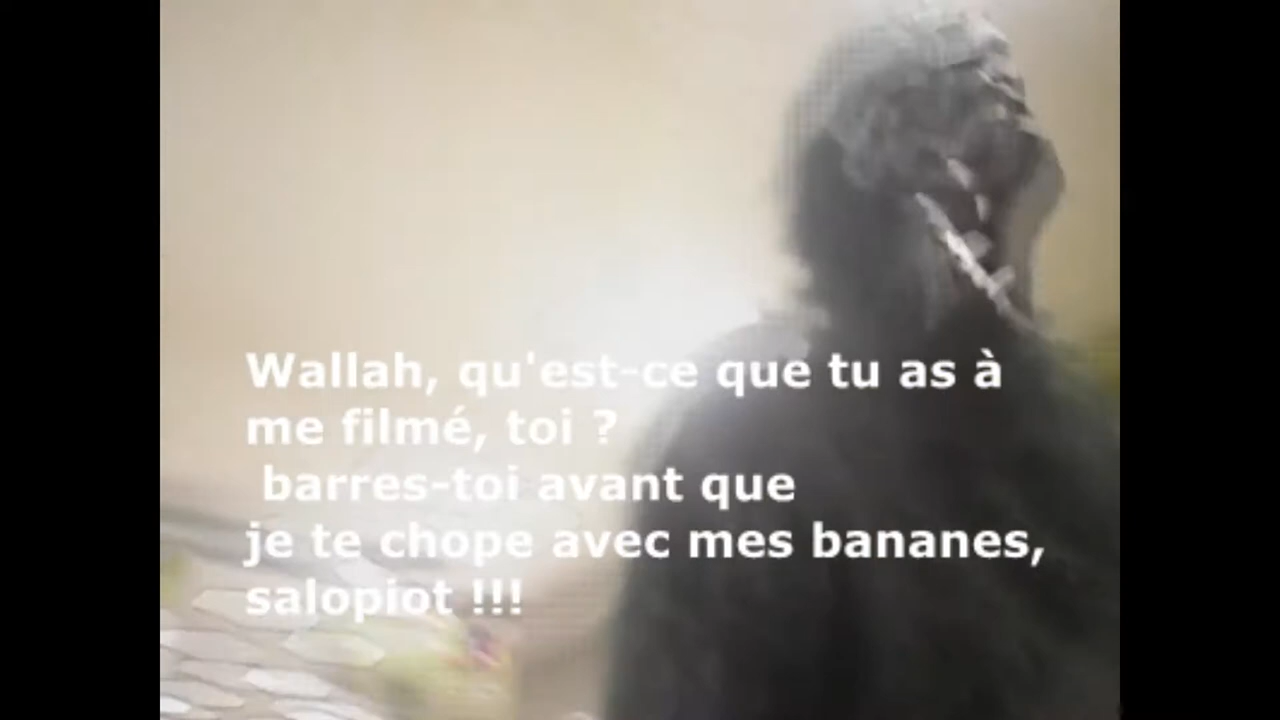 Wallah, qu'est-ce que tu as à
me filmé, toi ?
barres-toi avant que
je te chope avec mes bananes,
salopiot !!!